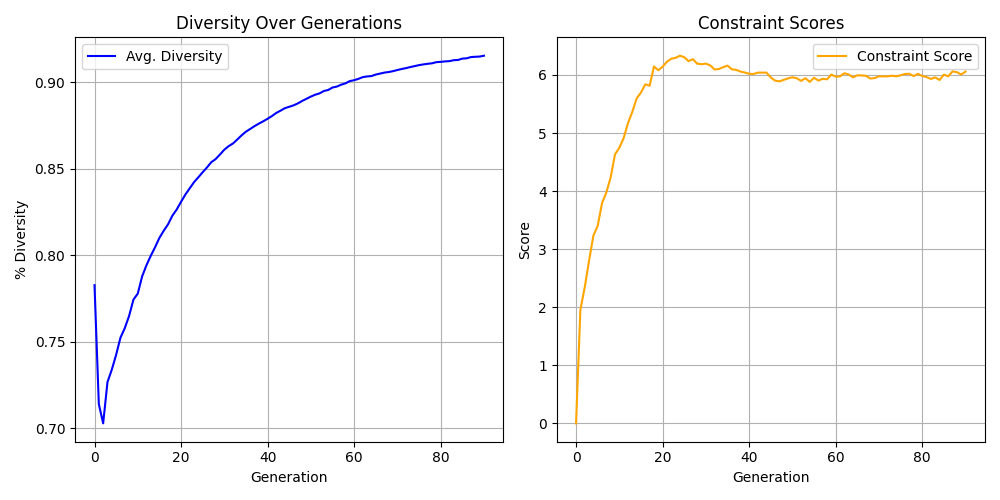 Diversity Over Generations
Avg. Diversity
% Diversity
0.90
0.85
0.80
0.75
0.70
0 20 40 60 80
Generation
Constraint Scores
Constraint Score
Score
6
5
4
3
2
1
0
0 20 40 60 80
Generation